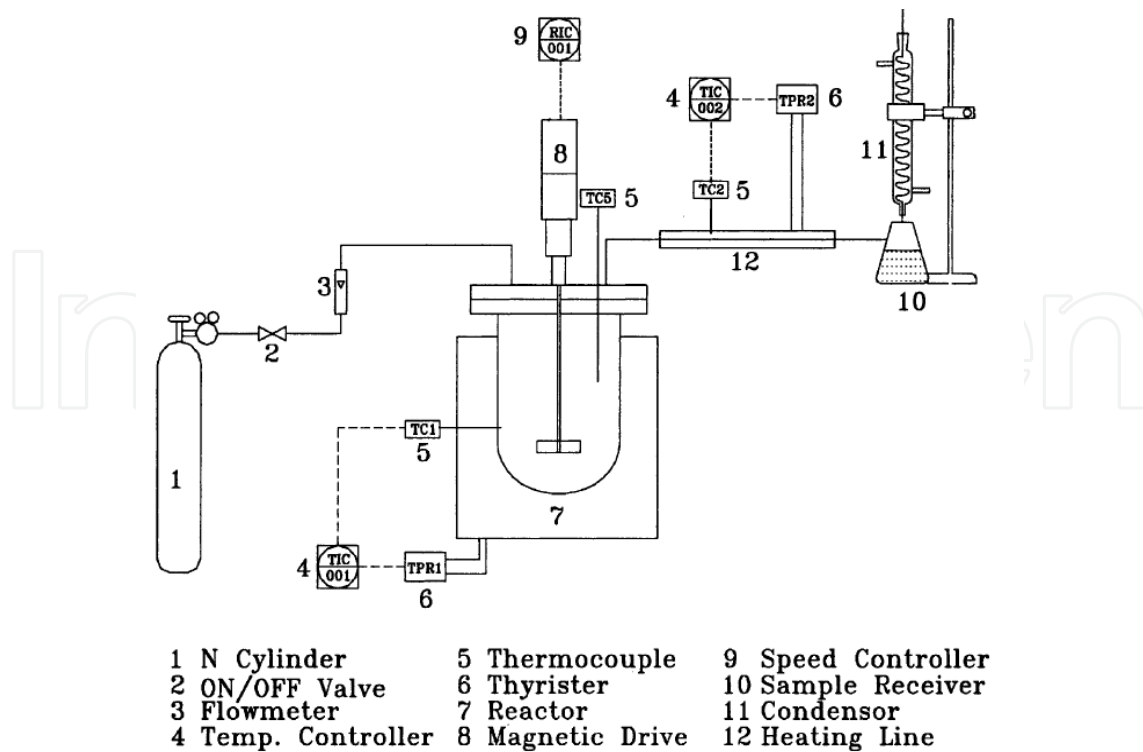 9 RIC 001
4 TIC 002 TPR2 6
8
TC5 5
TC2 5
11
12
10
3
2
1
TC1
5
7
4 TIC 001 TPR1
6
1 N Cylinder
2 ON/OFF Valve
3 Flowmeter
4 Temp. Controller
5 Thermocouple
6 Thyrister
7 Reactor
8 Magnetic Drive
9 Speed Controller
10 Sample Receiver
11 Condensor
12 Heating Line